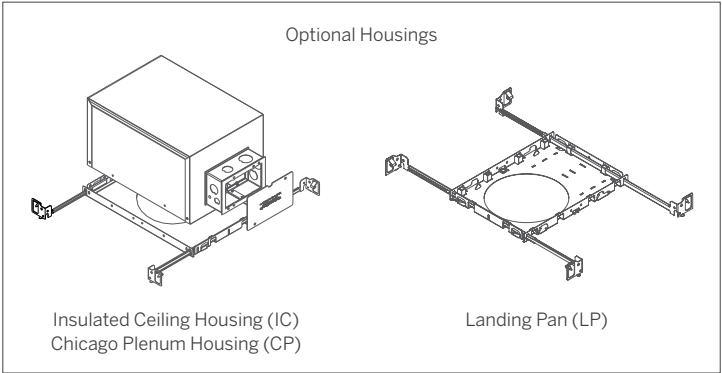 Optional Housings
Insulated Ceiling Housing (IC)
Chicago Plenum Housing (CP)
Landing Pan (LP)